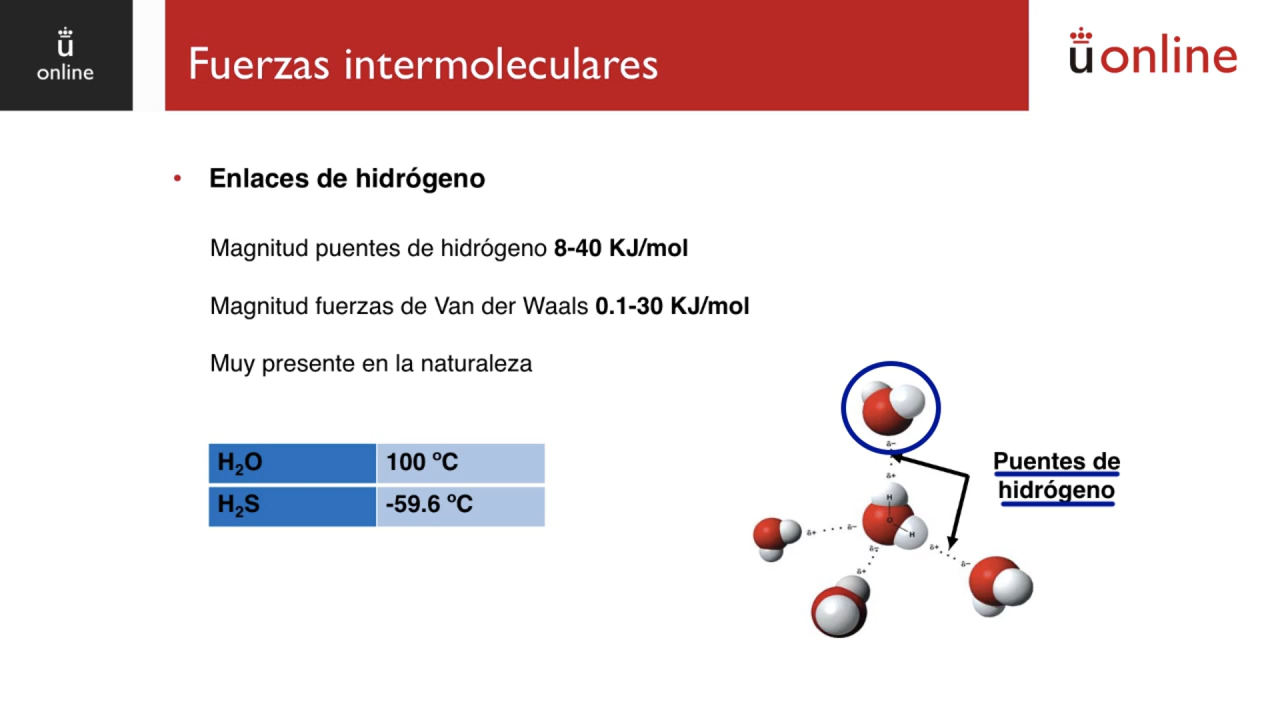 ü
online
Fuerzas intermoleculares
üonline
• Enlaces de hidrógeno
Magnitud puentes de hidrógeno 8-40 KJ/mol
Magnitud fuerzas de Van der Waals 0.1-30 KJ/mol
Muy presente en la naturaleza
H₂O 100 ºC
H₂S -59.6 ºC
Puentes de
hidrógeno
δ−
δ+
H
O
H
δ+ δ−
δ+ δ−
δ+